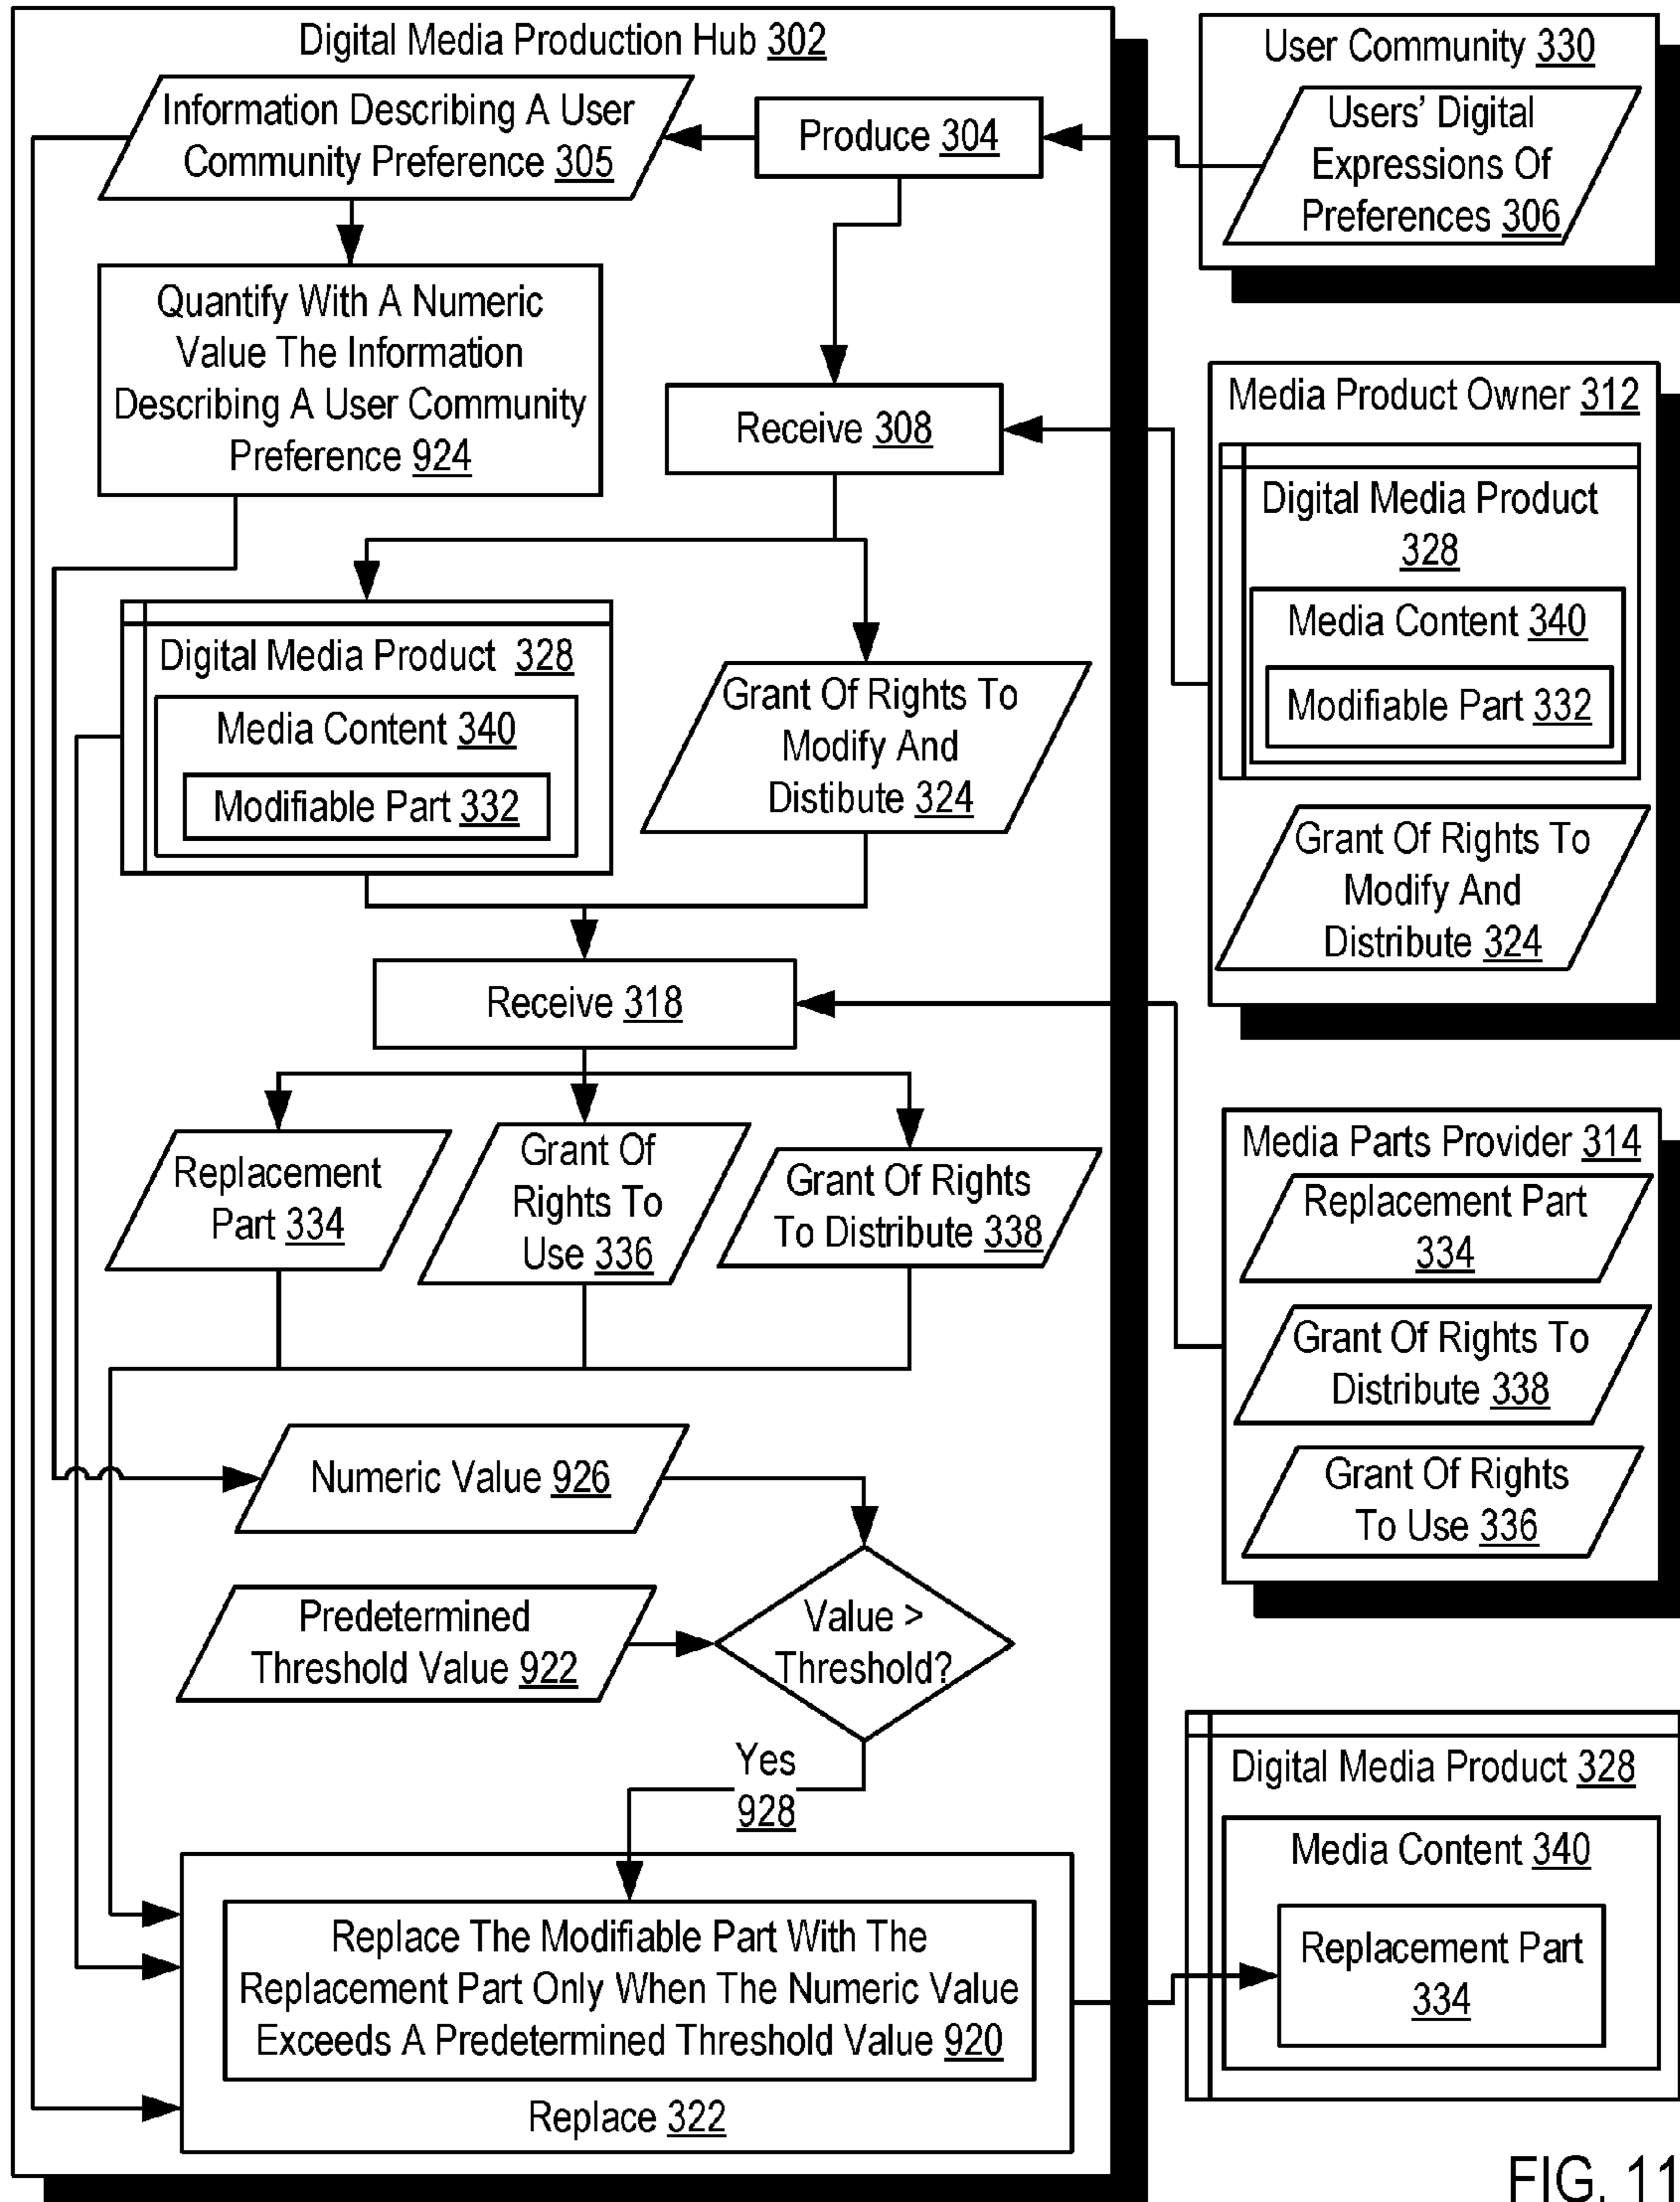 Digital Media Production Hub 302
Information Describing A User
Community Preference 305
Produce 304
User Community 330
Users' Digital
Expressions Of
Preferences 306
Quantify With A Numeric
Value The Information
Describing A User Community
Preference 924
Receive 308
Media Product Owner 312
Digital Media Product
328
Media Content 340
Modifiable Part 332
Grant Of Rights To
Modify And
Distribute 324
Digital Media Product 328
Media Content 340
Modifiable Part 332
Grant Of Rights To
Modify And
Distibute 324
Receive 318
Replacement
Part 334
Grant Of
Rights To
Use 336
Grant Of Rights
To Distribute 338
Media Parts Provider 314
Replacement Part
334
Grant Of Rights To
Distribute 338
Grant Of Rights
To Use 336
Numeric Value 926
Predetermined
Threshold Value 922
Value >
Threshold?
Yes
928
Replace The Modifiable Part With The
Replacement Part Only When The Numeric Value
Exceeds A Predetermined Threshold Value 920
Replace 322
Digital Media Product 328
Media Content 340
Replacement Part
334
FIG. 11